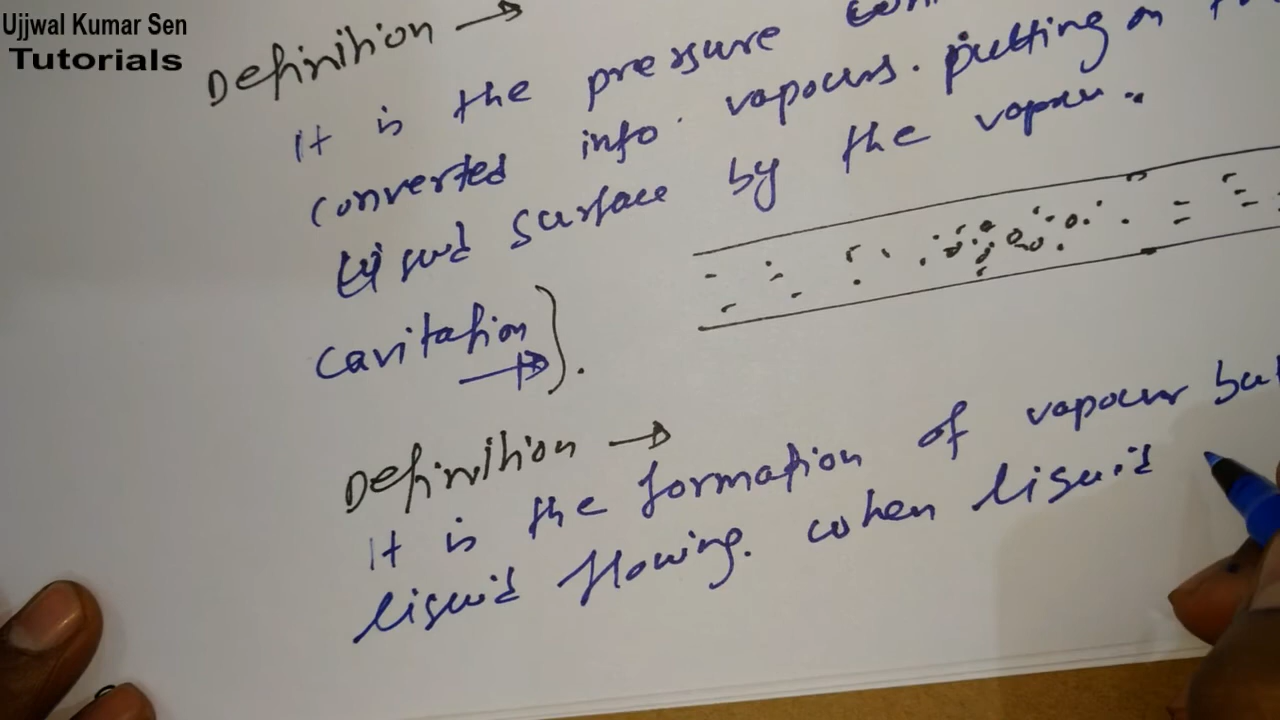 Ujjwal Kumar Sen
Tutorials
Definition →
It is the pressure
converted into vapours. putting on
liquid surface by the vapour.
Cavitation
Definition →
It is the formation of vapour
liquid flowing. when liquid